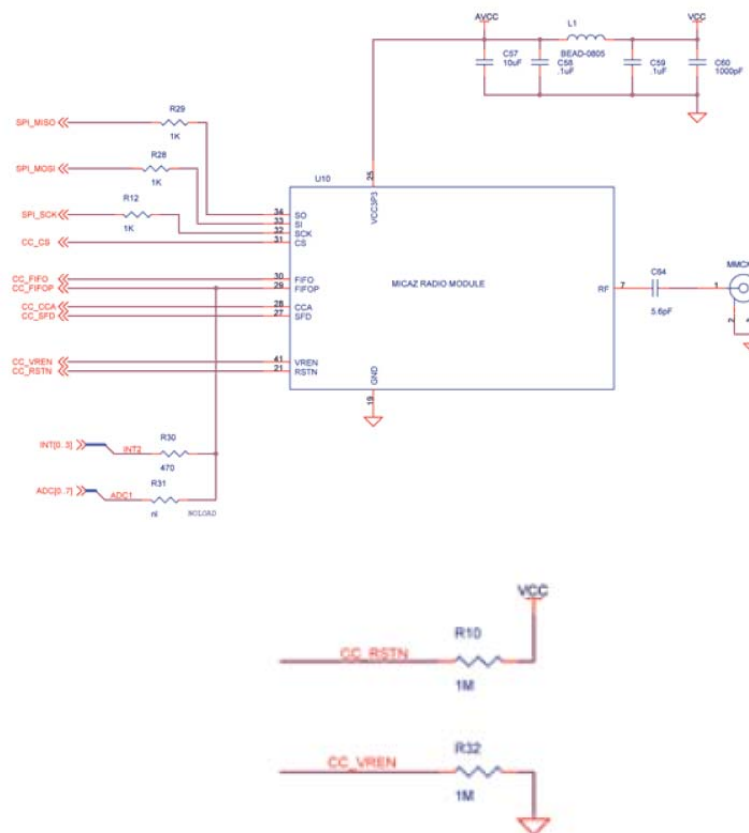 AVCC
L1
VCC
BEAD-0805
C57
10uF
C58
.1uF
C59
.1uF
C60
1000pF
R29
SPI_MISO
1K
R28
SPI_MOSI
1K
R12
SPI_SCK
1K
CC_CS
U10
25
VCC3P3
34
SO
33
SI
32
SCK
31
CS
CC_FIFO
30
FIFO
CC_FIFOP
29
FIFOP
CC_CCA
28
CCA
CC_SFD
27
SFD
CC_VREN
41
VREN
CC_RSTN
21
RSTN
MICAZ RADIO MODULE
RF
7
C64
5.6pF
1
2
GND
19
INT[0..3]
INT2
R30
470
ADC[0..7]
ADC1
R31
nl
NOLOAD
VCC
R10
CC_RSTN
1M
R32
CC_VREN
1M